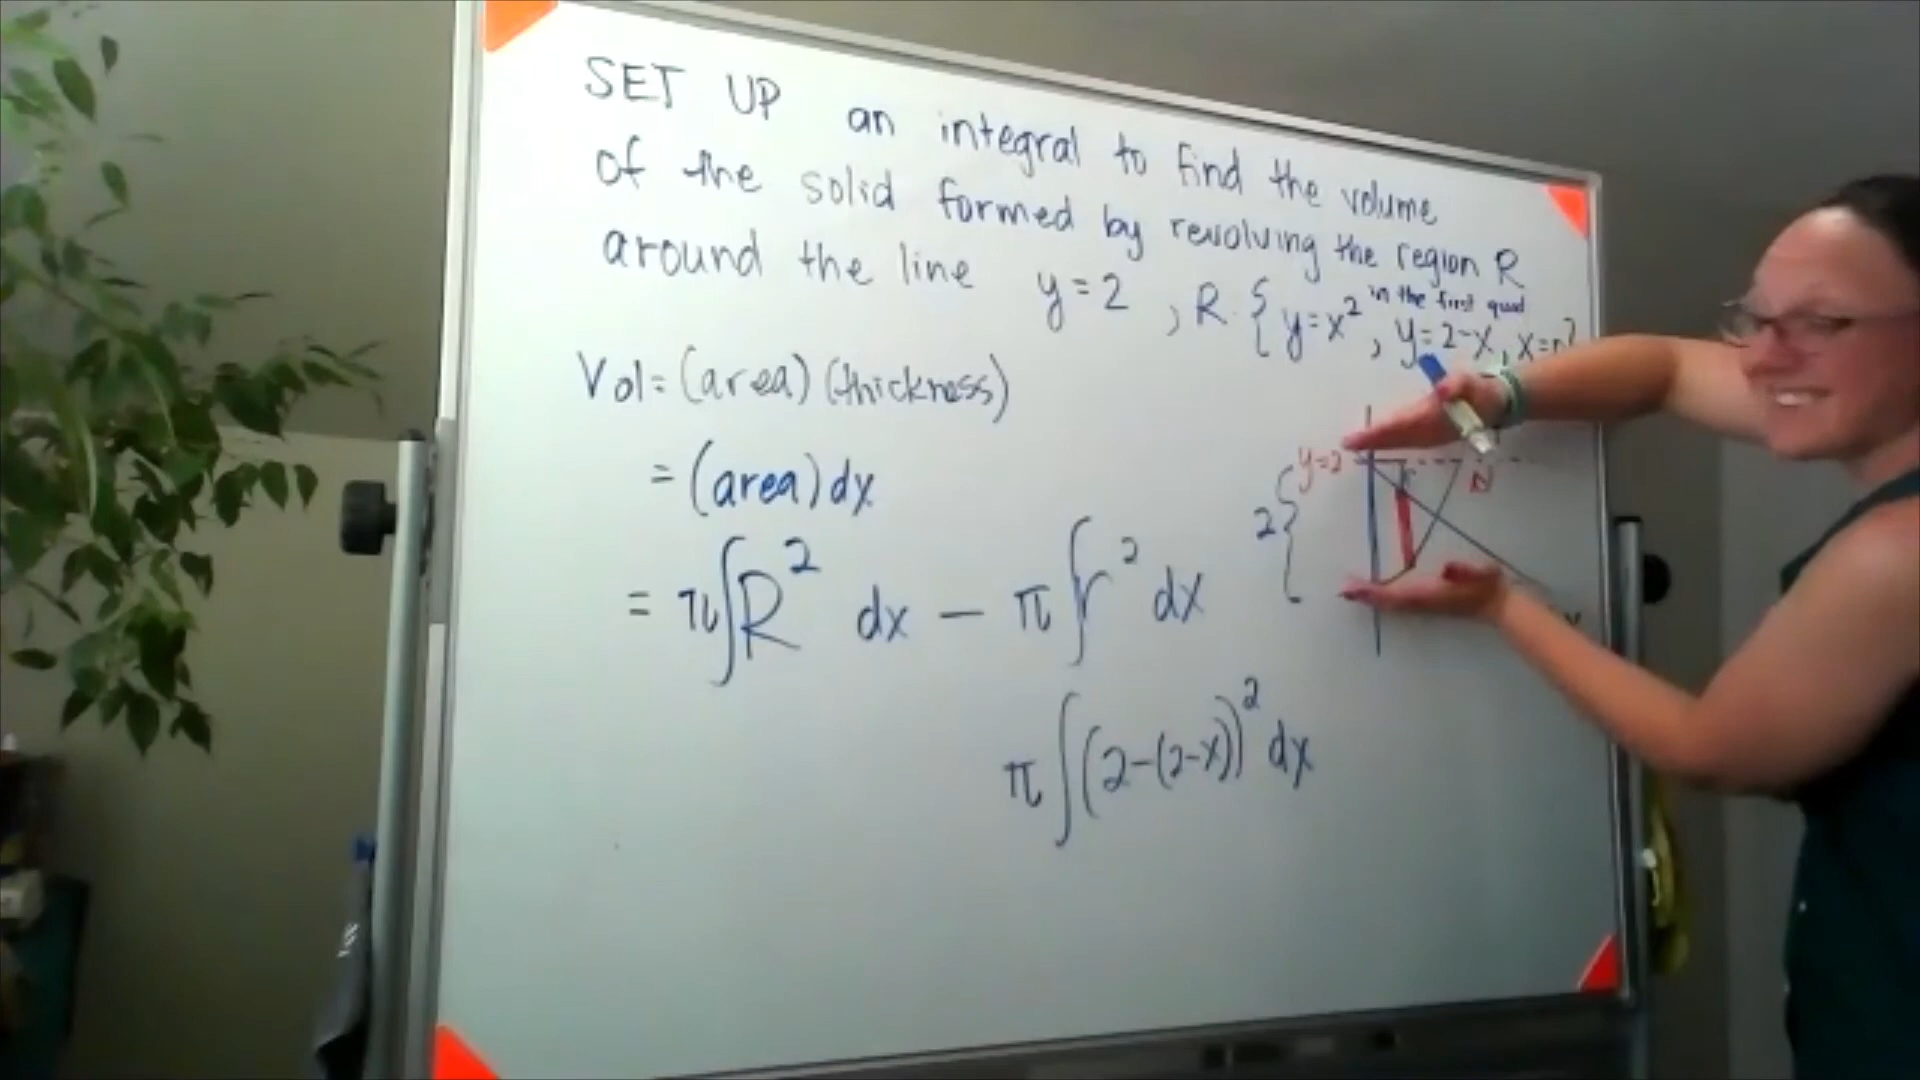 SET UP an integral to find the volume
of the solid formed by revolving the region R
around the line y=2, R: {y=x², y=2-x, x=
in the first quad
Vol = (area)(thickness)
= (area)dx
= π∫R² dx − π∫r² dx
π∫(2-(2-x))² dx
y=2
2{
x